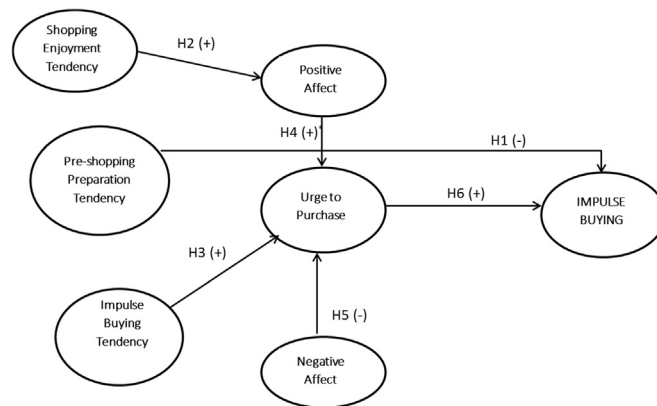 Shopping
Enjoyment
Tendency
H2 (+)
Positive
Affect
H4 (+)
H1 (-)
Pre-shopping
Preparation
Tendency
Urge to
Purchase
H6 (+)
IMPULSE
BUYING
H3 (+)
Impulse
Buying
Tendency
H5 (-)
Negative
Affect